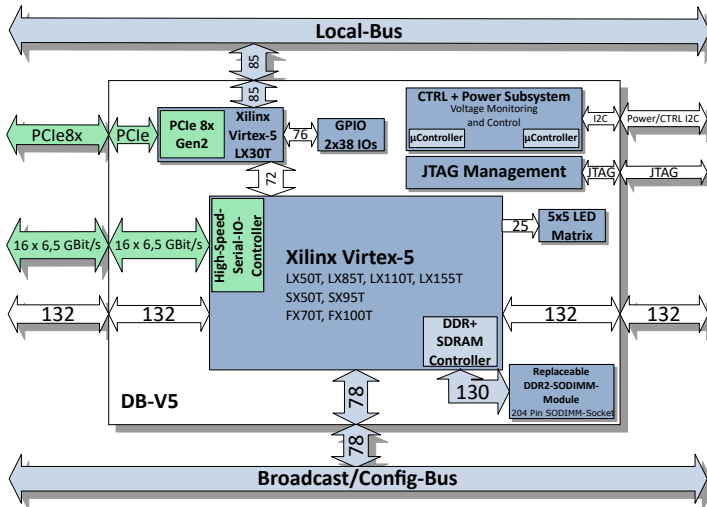 Local-Bus
85
85
PCIe8x
PCIe
PCIe 8x
Gen2
Xilinx
Virtex-5
LX30T
76
GPIO
2x38 IOs
CTRL + Power Subsystem
Voltage Monitoring
and Control
µController
µController
I2C
Power/CTRL I2C
JTAG Management
JTAG
JTAG
72
16 x 6,5 GBit/s
16 x 6,5 GBit/s
High-Speed-
Serial-IO-
Controller
Xilinx Virtex-5
LX50T, LX85T, LX110T, LX155T
SX50T, SX95T
FX70T, FX100T
25
5x5 LED
Matrix
132
132
DDR+
SDRAM
Controller
132
132
130
Replaceable
DDR2-SODIMM-
Module
204 Pin SODIMM-Socket
DB-V5
78
78
Broadcast/Config-Bus